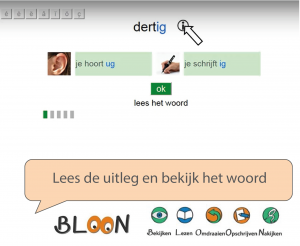 dertig
je hoort ug je schrijft ig
ok
lees het woord
Lees de uitleg en bekijk het woord
BLOON
Bekijken Lezen Omdraaien Opschrijven Nakijken